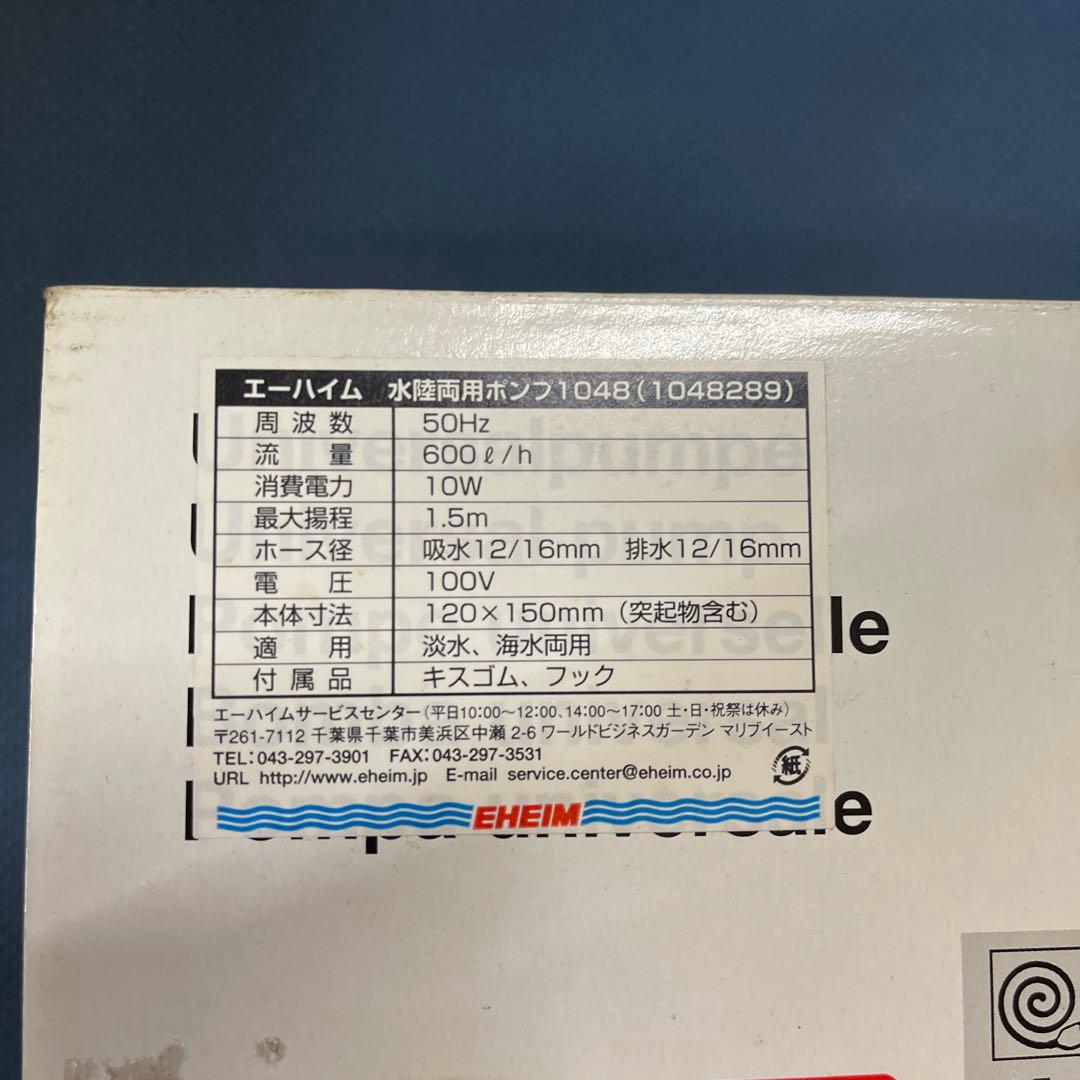 エーハイム 水陸両用ポンプ1048(1048289)
周波数 50Hz
流量 600ℓ/h
消費電力 10W
最大揚程 1.5m
ホース径 吸水12/16mm 排水12/16mm
電圧 100V
本体寸法 120×150mm(突起物含む)
適用 淡水、海水両用
付属品 キスゴム、フック
エーハイムサービスセンター(平日10:00〜12:00、14:00〜17:00 土・日・祝祭は休み)
〒261-7112 千葉県千葉市美浜区中瀬 2-6 ワールドビジネスガーデン マリブイースト
TEL:043-297-3901 FAX:043-297-3531
URL http://www.eheim.jp E-mail service.center@eheim.co.jp
紙
EHEIM
Universalpumpe
Universal pump
Pompa universale